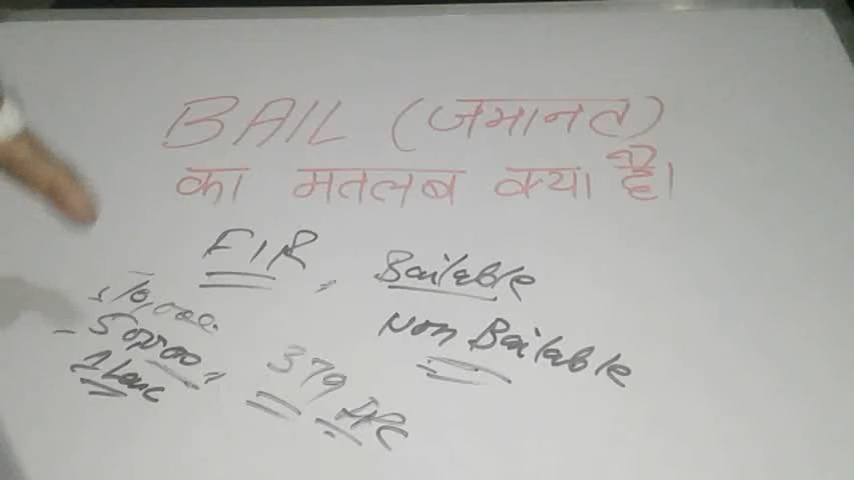 BAIL (जमानत)
का मतलब क्या है।
FIR, Bailable
Non Bailable
10,000
50,000,
1 Lac
379 IPC